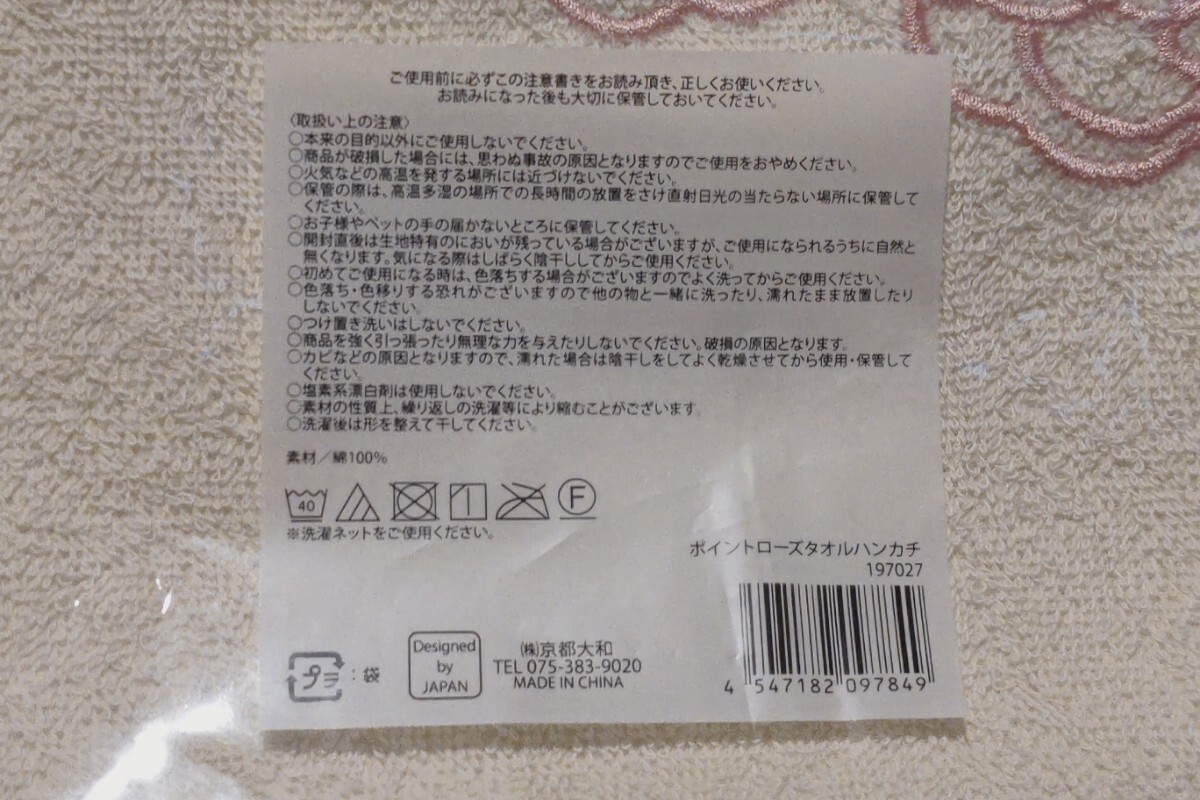 ご使用前に必ずこの注意書きをお読み頂き、正しくお使いください。
お読みになった後も大切に保管しておいてください。
〈取扱い上の注意〉
○本来の目的以外にご使用しないでください。
○商品が破損した場合には、思わぬ事故の原因となりますのでご使用をおやめください。
○火気などの高温を発する場所には近づけないでください。
○保管の際は、高温多湿の場所での長時間の放置をさけ直射日光の当たらない場所に保管して
ください。
○お子様やペットの手の届かないところに保管してください。
○開封直後は生地特有のにおいが残っている場合がございますが、ご使用になられるうちに自然と
無くなります。気になる際はしばらく陰干ししてからご使用ください。
○初めてご使用になる時は、色落ちする場合がございますのでよく洗ってからご使用ください。
○色落ち・色移りする恐れがございますので他の物と一緒に洗ったり、濡れたまま放置したり
しないでください。
○つけ置き洗いはしないでください。
○商品を強く引っ張ったり無理な力を与えたりしないでください。破損の原因となります。
○カビなどの原因となりますので、濡れた場合は陰干しをしてよく乾燥させてから使用・保管して
ください。
○塩素系漂白剤は使用しないでください。
○素材の性質上、繰り返しの洗濯等により縮むことがございます。
○洗濯後は形を整えて干してください。
素材/綿100%
40 F
※洗濯ネットをご使用ください。
ポイントローズタオルハンカチ
197027
4 547182 097849
プラ:袋
Designed
by
JAPAN
㈱京都大和
TEL 075-383-9020
MADE IN CHINA